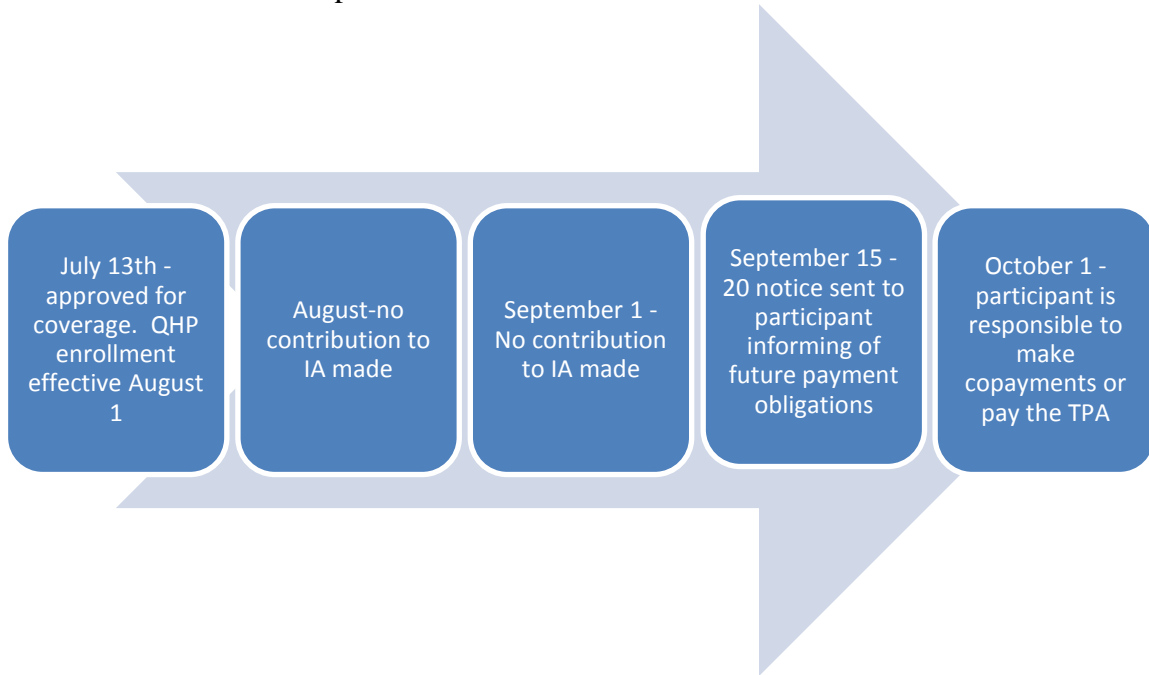 July 13th -
approved for
coverage.  QHP
enrollment
effective August
1
August-no
contribution to
IA made
September 1 -
No contribution
to IA made
September 15 -
20 notice sent to
participant
informing of
future payment
obligations
October 1 -
participant is
responsible to
make
copayments or
pay the TPA